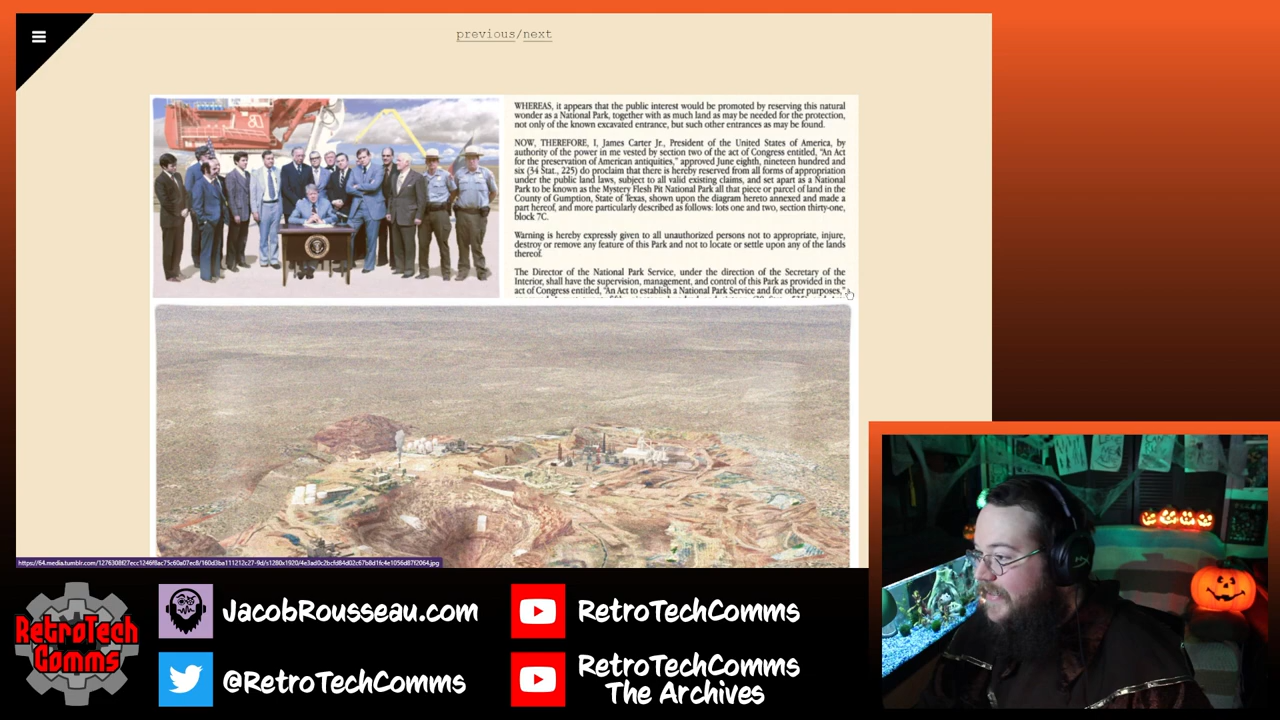 previous/next
WHEREAS, it appears that the public interest would be promoted by reserving this natural
wonder as a National Park, together with as much land as may be needed for the protection,
not only of the known excavated entrance, but such other entrances as may be found.
NOW, THEREFORE, I, James Carter Jr., President of the United States of America, by
authority of the power in me vested by section two of the act of Congress entitled, "An Act
for the preservation of American antiquities," approved June eighth, nineteen hundred and
six (34 Stat., 225) do proclaim that there is hereby reserved from all forms of appropriation
under the public land laws, subject to all valid existing claims, and set apart as a National
Park to be known as the Mystery Flesh Pit National Park all that piece or parcel of land in the
County of Gumption, State of Texas, shown upon the diagram hereto annexed and made a
part hereof, and more particularly described as follows: lots one and two, section thirty-one,
block 7C.
Warning is hereby expressly given to all unauthorized persons not to appropriate, injure,
destroy or remove any feature of this Park and not to locate or settle upon any of the lands
thereof.
The Director of the National Park Service, under the direction of the Secretary of the
Interior, shall have the supervision, management, and control of this Park as provided in the
act of Congress entitled, "An Act to establish a National Park Service and for other purposes,"
RetroTech
Comms
JacobRousseau.com
@RetroTechComms
RetroTechComms
RetroTechComms
The Archives